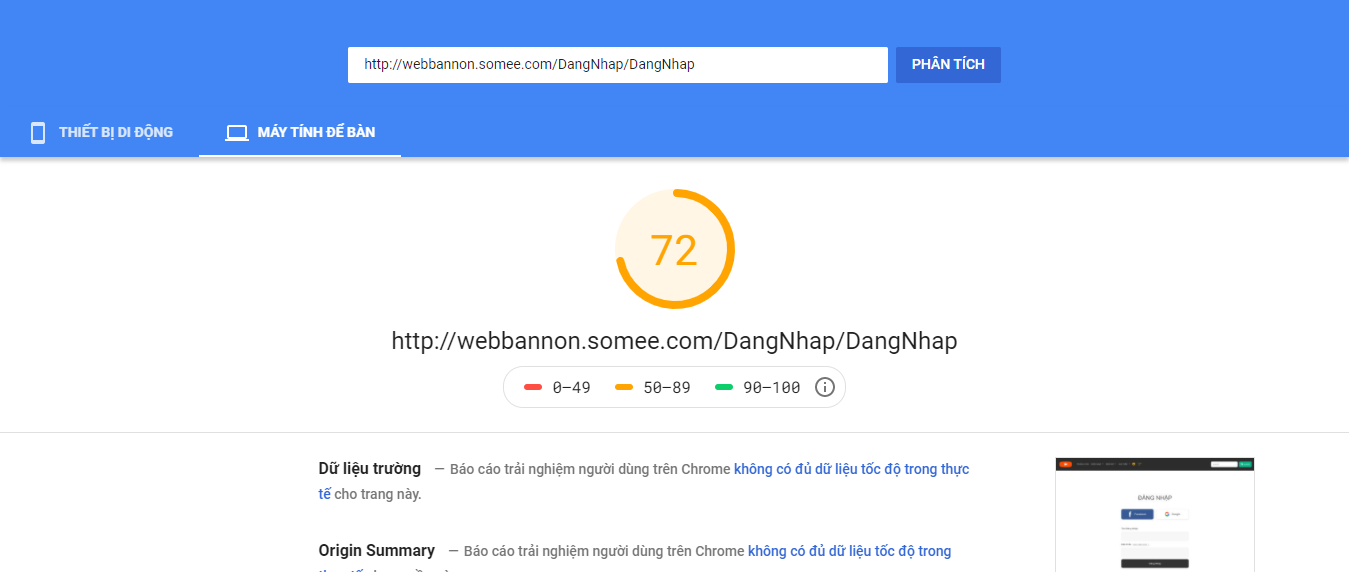 http://webbannon.somee.com/DangNhap/DangNhap
PHÂN TÍCH
THIẾT BỊ DI ĐỘNG
MÁY TÍNH ĐỂ BÀN
72
http://webbannon.somee.com/DangNhap/DangNhap
0–49
50–89
90–100
Dữ liệu trường — Báo cáo trải nghiệm người dùng trên Chrome không có đủ dữ liệu tốc độ trong thực
tế cho trang này.
Origin Summary — Báo cáo trải nghiệm người dùng trên Chrome không có đủ dữ liệu tốc độ trong
ĐĂNG NHẬP
Facebook
Google